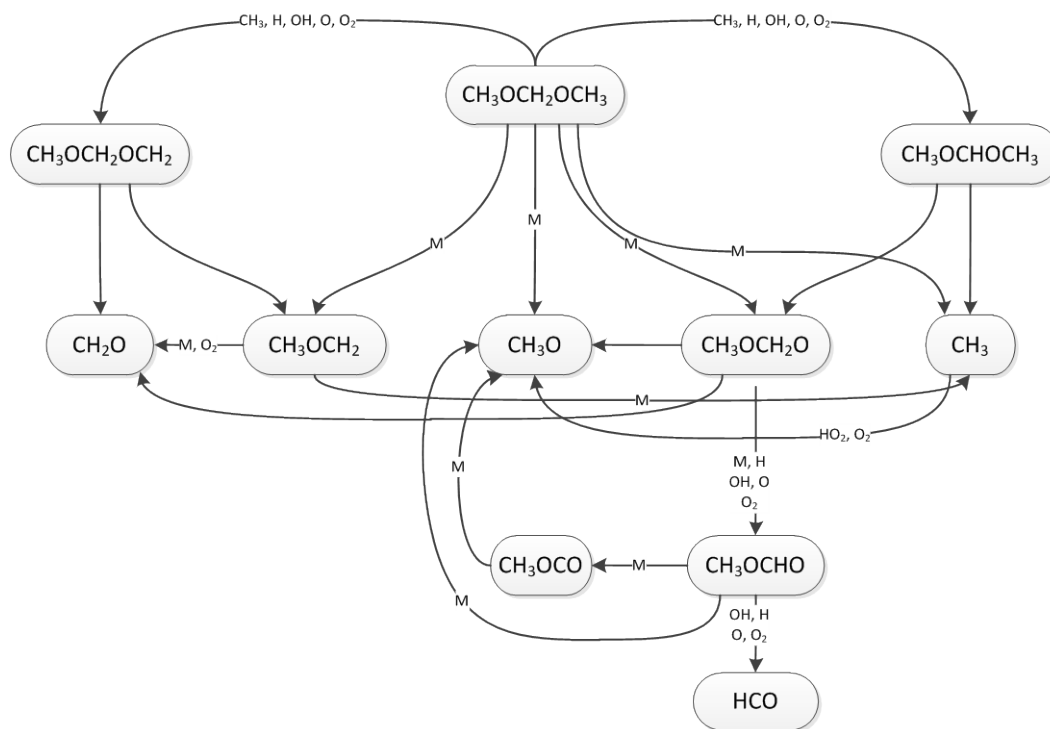 CH₃, H, OH, O, O₂
CH₃, H, OH, O, O₂
CH₃OCH₂OCH₃
CH₃OCH₂OCH₂
CH₃OCHOCH₃
M
M
M
M
CH₂O
M, O₂
CH₃OCH₂
CH₃O
CH₃OCH₂O
CH₃
M
HO₂, O₂
M, H
OH, O
O₂
M
CH₃OCO
M
CH₃OCHO
M
OH, H
O, O₂
HCO